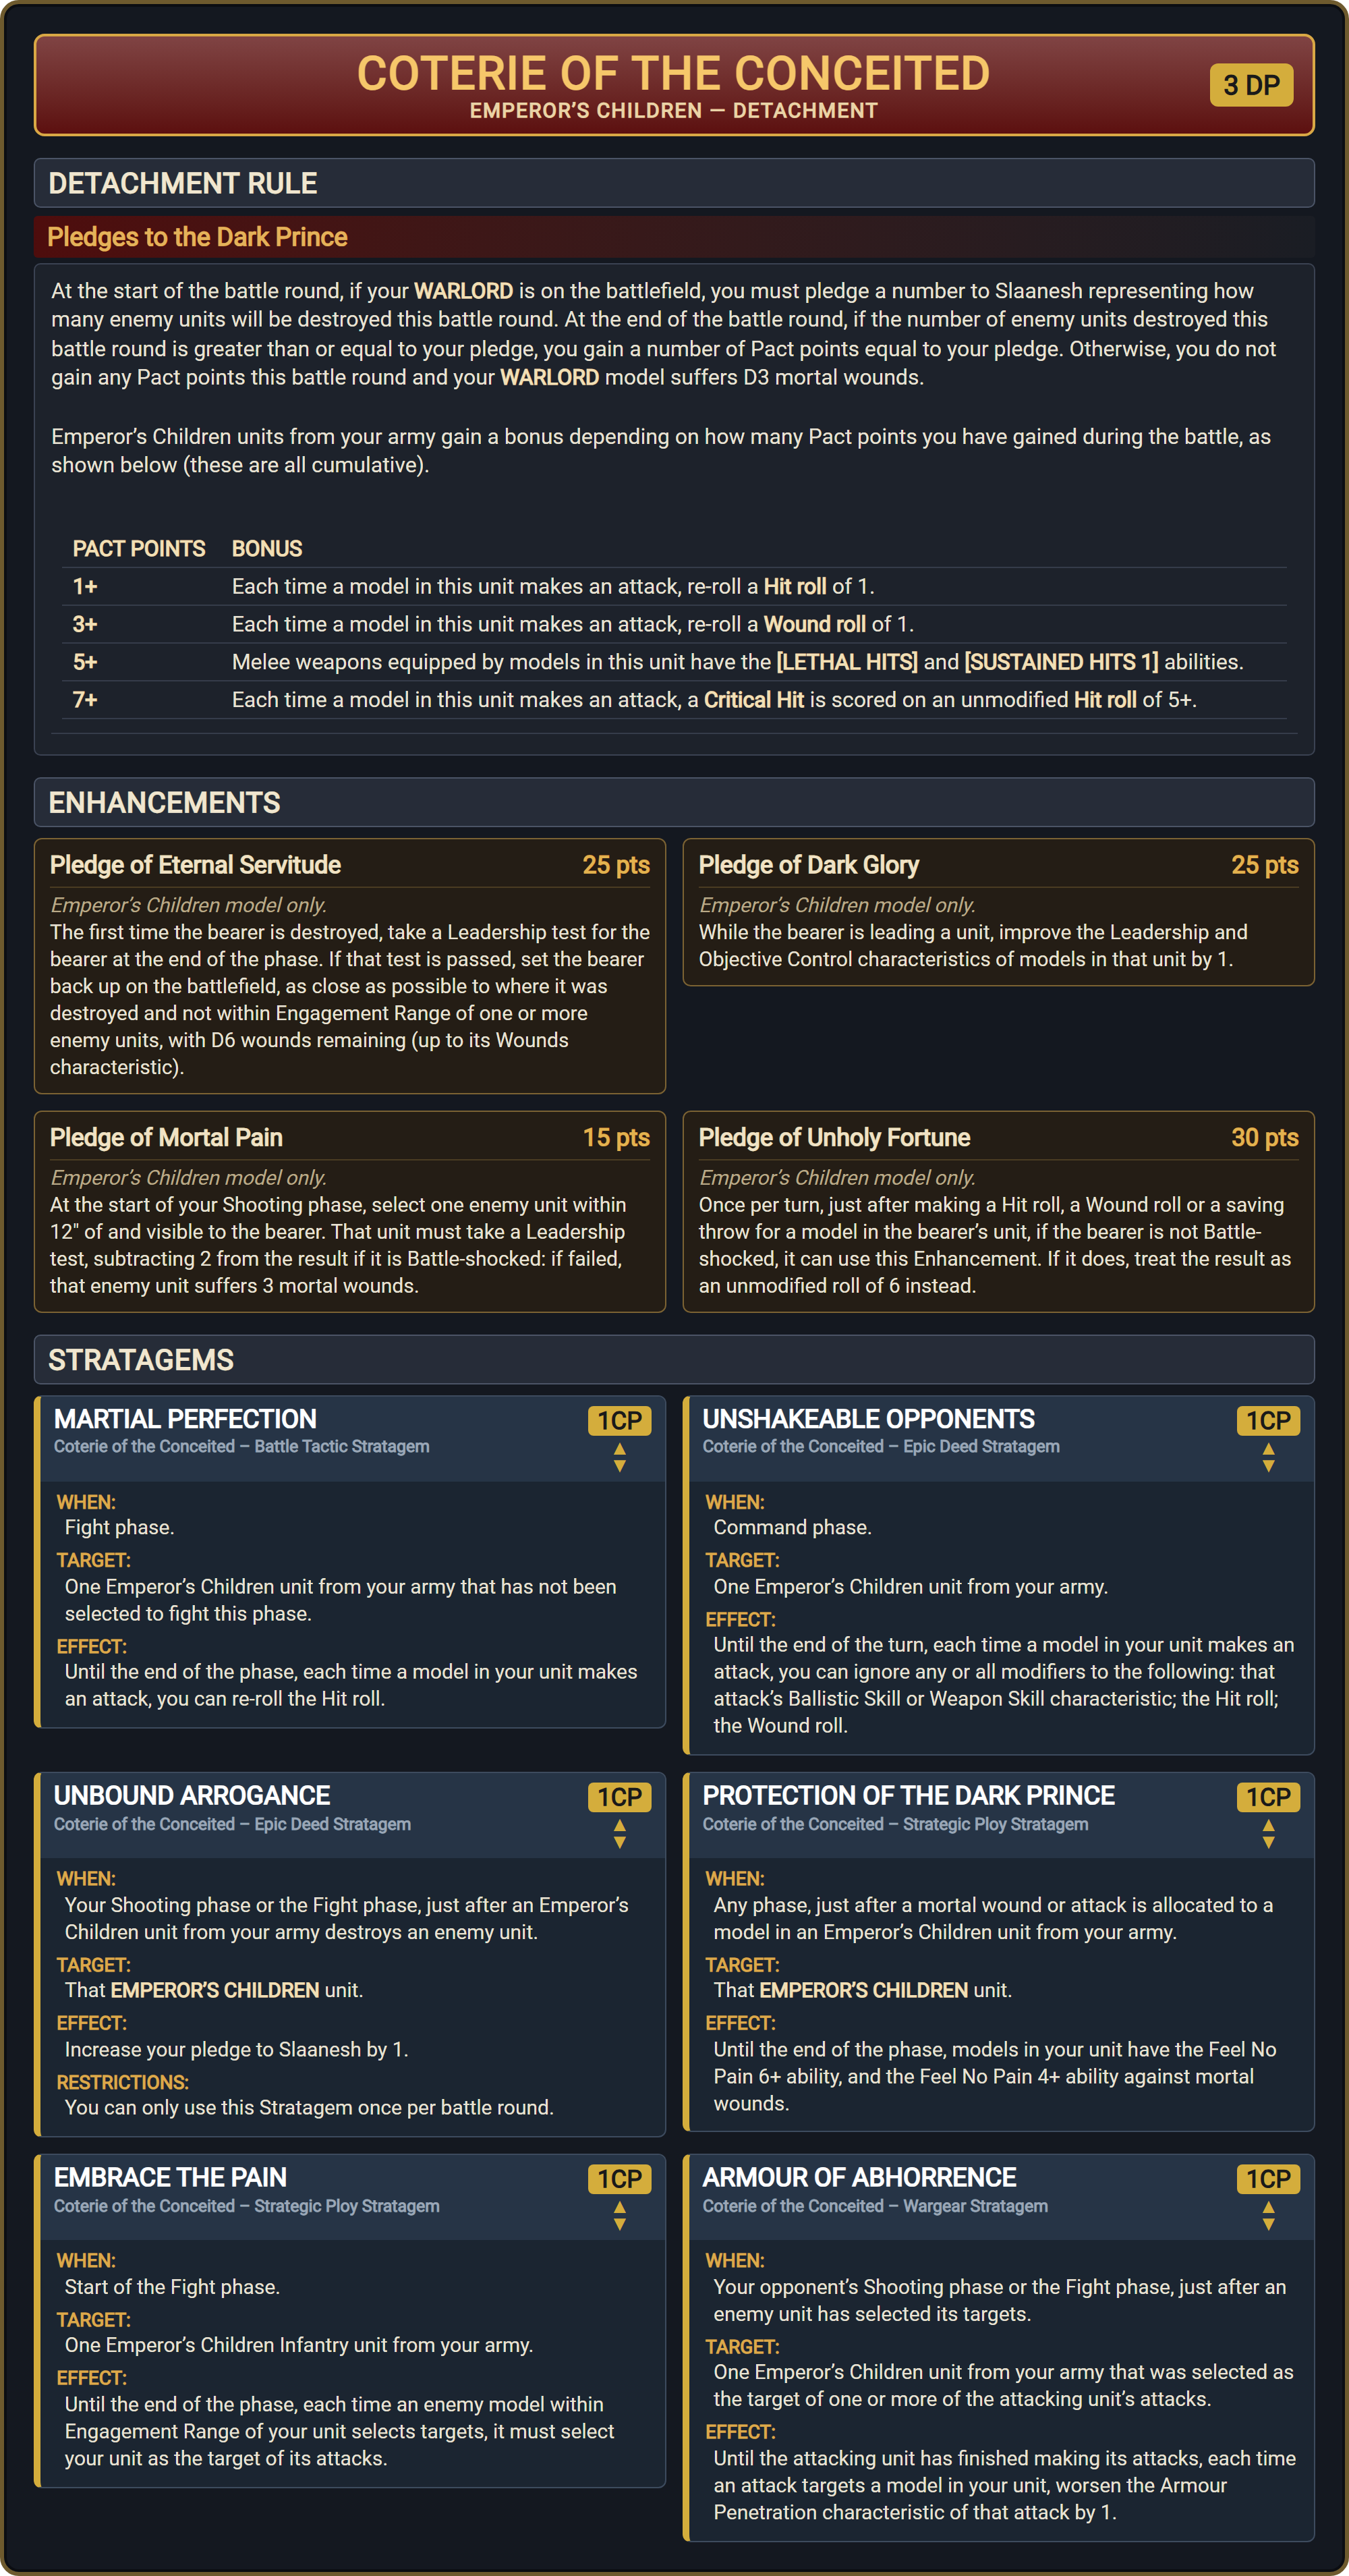 COTERIE OF THE CONCEITED
EMPEROR’S CHILDREN — DETACHMENT
3 DP
DETACHMENT RULE
Pledges to the Dark Prince
At the start of the battle round, if your WARLORD is on the battlefield, you must pledge a number to Slaanesh representing how
many enemy units will be destroyed this battle round. At the end of the battle round, if the number of enemy units destroyed this
battle round is greater than or equal to your pledge, you gain a number of Pact points equal to your pledge. Otherwise, you do not
gain any Pact points this battle round and your WARLORD model suffers D3 mortal wounds.
Emperor’s Children units from your army gain a bonus depending on how many Pact points you have gained during the battle, as
shown below (these are all cumulative).
PACT POINTS BONUS
1+ Each time a model in this unit makes an attack, re-roll a Hit roll of 1.
3+ Each time a model in this unit makes an attack, re-roll a Wound roll of 1.
5+ Melee weapons equipped by models in this unit have the [LETHAL HITS] and [SUSTAINED HITS 1] abilities.
7+ Each time a model in this unit makes an attack, a Critical Hit is scored on an unmodified Hit roll of 5+.
ENHANCEMENTS
Pledge of Eternal Servitude 25 pts
Emperor’s Children model only.
The first time the bearer is destroyed, take a Leadership test for the
bearer at the end of the phase. If that test is passed, set the bearer
back up on the battlefield, as close as possible to where it was
destroyed and not within Engagement Range of one or more
enemy units, with D6 wounds remaining (up to its Wounds
characteristic).
Pledge of Dark Glory 25 pts
Emperor’s Children model only.
While the bearer is leading a unit, improve the Leadership and
Objective Control characteristics of models in that unit by 1.
Pledge of Mortal Pain 15 pts
Emperor’s Children model only.
At the start of your Shooting phase, select one enemy unit within
12" of and visible to the bearer. That unit must take a Leadership
test, subtracting 2 from the result if it is Battle-shocked: if failed,
that enemy unit suffers 3 mortal wounds.
Pledge of Unholy Fortune 30 pts
Emperor’s Children model only.
Once per turn, just after making a Hit roll, a Wound roll or a saving
throw for a model in the bearer’s unit, if the bearer is not Battle-
shocked, it can use this Enhancement. If it does, treat the result as
an unmodified roll of 6 instead.
STRATAGEMS
MARTIAL PERFECTION 1CP
Coterie of the Conceited – Battle Tactic Stratagem
WHEN:
Fight phase.
TARGET:
One Emperor’s Children unit from your army that has not been
selected to fight this phase.
EFFECT:
Until the end of the phase, each time a model in your unit makes
an attack, you can re-roll the Hit roll.
UNSHAKEABLE OPPONENTS 1CP
Coterie of the Conceited – Epic Deed Stratagem
WHEN:
Command phase.
TARGET:
One Emperor’s Children unit from your army.
EFFECT:
Until the end of the turn, each time a model in your unit makes an
attack, you can ignore any or all modifiers to the following: that
attack’s Ballistic Skill or Weapon Skill characteristic; the Hit roll;
the Wound roll.
UNBOUND ARROGANCE 1CP
Coterie of the Conceited – Epic Deed Stratagem
WHEN:
Your Shooting phase or the Fight phase, just after an Emperor’s
Children unit from your army destroys an enemy unit.
TARGET:
That EMPEROR’S CHILDREN unit.
EFFECT:
Increase your pledge to Slaanesh by 1.
RESTRICTIONS:
You can only use this Stratagem once per battle round.
PROTECTION OF THE DARK PRINCE 1CP
Coterie of the Conceited – Strategic Ploy Stratagem
WHEN:
Any phase, just after a mortal wound or attack is allocated to a
model in an Emperor’s Children unit from your army.
TARGET:
That EMPEROR’S CHILDREN unit.
EFFECT:
Until the end of the phase, models in your unit have the Feel No
Pain 6+ ability, and the Feel No Pain 4+ ability against mortal
wounds.
EMBRACE THE PAIN 1CP
Coterie of the Conceited – Strategic Ploy Stratagem
WHEN:
Start of the Fight phase.
TARGET:
One Emperor’s Children Infantry unit from your army.
EFFECT:
Until the end of the phase, each time an enemy model within
Engagement Range of your unit selects targets, it must select
your unit as the target of its attacks.
ARMOUR OF ABHORRENCE 1CP
Coterie of the Conceited – Wargear Stratagem
WHEN:
Your opponent’s Shooting phase or the Fight phase, just after an
enemy unit has selected its targets.
TARGET:
One Emperor’s Children unit from your army that was selected as
the target of one or more of the attacking unit’s attacks.
EFFECT:
Until the attacking unit has finished making its attacks, each time
an attack targets a model in your unit, worsen the Armour
Penetration characteristic of that attack by 1.